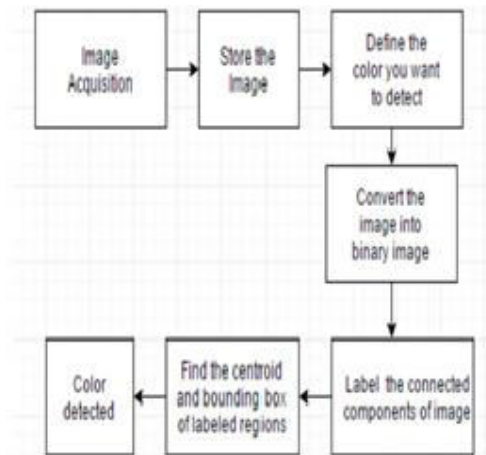 Image
Acquisition
Store the
Image
Define the
color you want
to detect
Convert the
image into
binary image
Label the connected
components of image
Find the centroid
and bounding box
of labeled regions
Color
detected